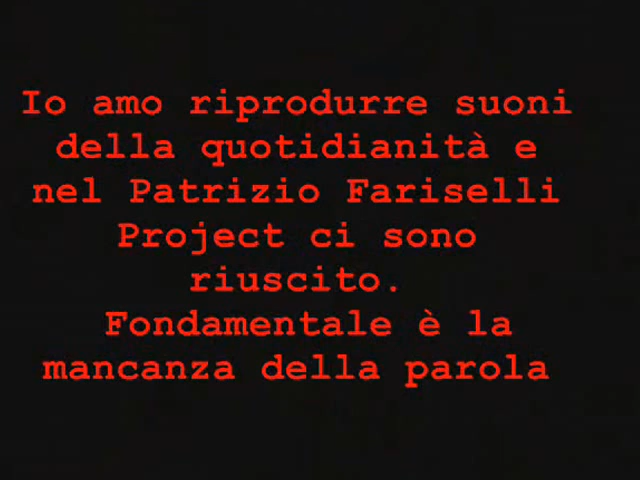 Io amo riprodurre suoni
della quotidianità e
nel Patrizio Fariselli
Project ci sono
riuscito.
Fondamentale è la
mancanza della parola